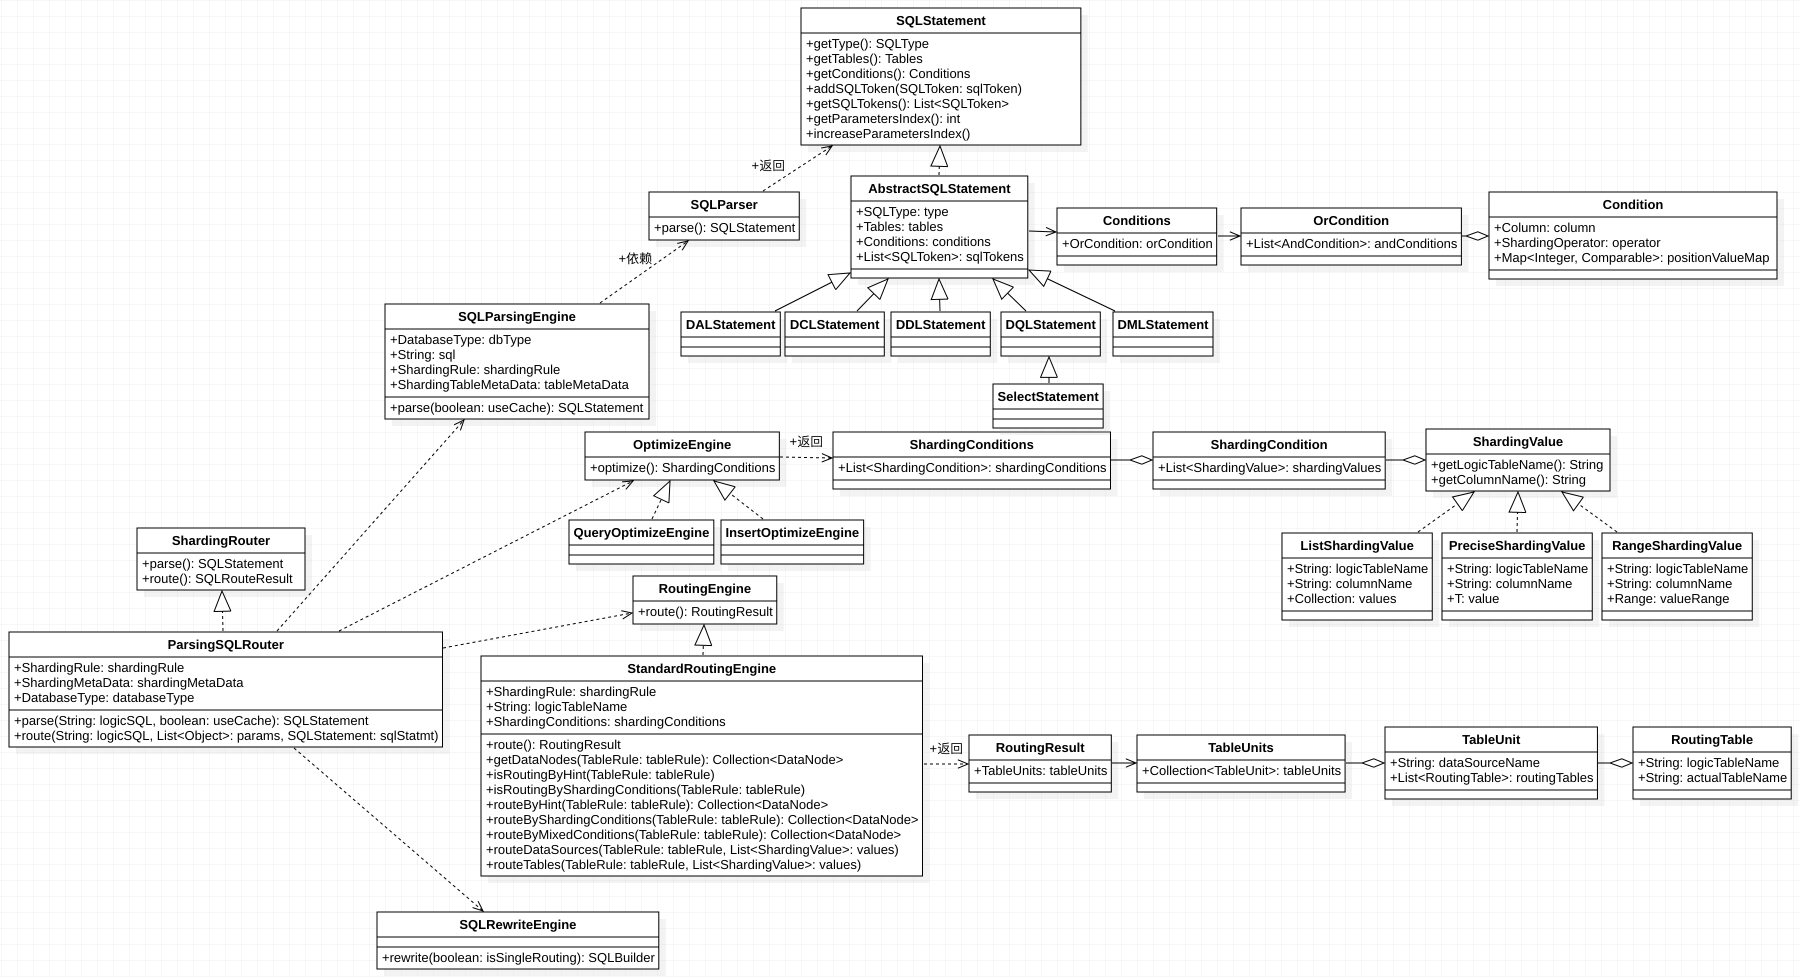 SQLStatement
+getType(): SQLType
+getTables(): Tables
+getConditions(): Conditions
+addSQLToken(SQLToken: sqlToken)
+getSQLTokens(): List<SQLToken>
+getParametersIndex(): int
+increaseParametersIndex()
+返回
SQLParser
+parse(): SQLStatement
AbstractSQLStatement
+SQLType: type
+Tables: tables
+Conditions: conditions
+List<SQLToken>: sqlTokens
Conditions
+OrCondition: orCondition
OrCondition
+List<AndCondition>: andConditions
Condition
+Column: column
+ShardingOperator: operator
+Map<Integer, Comparable>: positionValueMap
+依赖
SQLParsingEngine
+DatabaseType: dbType
+String: sql
+ShardingRule: shardingRule
+ShardingTableMetaData: tableMetaData
+parse(boolean: useCache): SQLStatement
DALStatement
DCLStatement
DDLStatement
DQLStatement
DMLStatement
SelectStatement
OptimizeEngine
+optimize(): ShardingConditions
+返回
ShardingConditions
+List<ShardingCondition>: shardingConditions
ShardingCondition
+List<ShardingValue>: shardingValues
ShardingValue
+getLogicTableName(): String
+getColumnName(): String
QueryOptimizeEngine
InsertOptimizeEngine
ListShardingValue
+String: logicTableName
+String: columnName
+Collection: values
PreciseShardingValue
+String: logicTableName
+String: columnName
+T: value
RangeShardingValue
+String: logicTableName
+String: columnName
+Range: valueRange
ShardingRouter
+parse(): SQLStatement
+route(): SQLRouteResult
RoutingEngine
+route(): RoutingResult
ParsingSQLRouter
+ShardingRule: shardingRule
+ShardingMetaData: shardingMetaData
+DatabaseType: databaseType
+parse(String: logicSQL, boolean: useCache): SQLStatement
+route(String: logicSQL, List<Object>: params, SQLStatement: sqlStatmt)
StandardRoutingEngine
+ShardingRule: shardingRule
+String: logicTableName
+ShardingConditions: shardingConditions
+route(): RoutingResult
+getDataNodes(TableRule: tableRule): Collection<DataNode>
+isRoutingByHint(TableRule: tableRule)
+isRoutingByShardingConditions(TableRule: tableRule)
+routeByHint(TableRule: tableRule): Collection<DataNode>
+routeByShardingConditions(TableRule: tableRule): Collection<DataNode>
+routeByMixedConditions(TableRule: tableRule): Collection<DataNode>
+routeDataSources(TableRule: tableRule, List<ShardingValue>: values)
+routeTables(TableRule: tableRule, List<ShardingValue>: values)
+返回
RoutingResult
+TableUnits: tableUnits
TableUnits
+Collection<TableUnit>: tableUnits
TableUnit
+String: dataSourceName
+List<RoutingTable>: routingTables
RoutingTable
+String: logicTableName
+String: actualTableName
SQLRewriteEngine
+rewrite(boolean: isSingleRouting): SQLBuilder